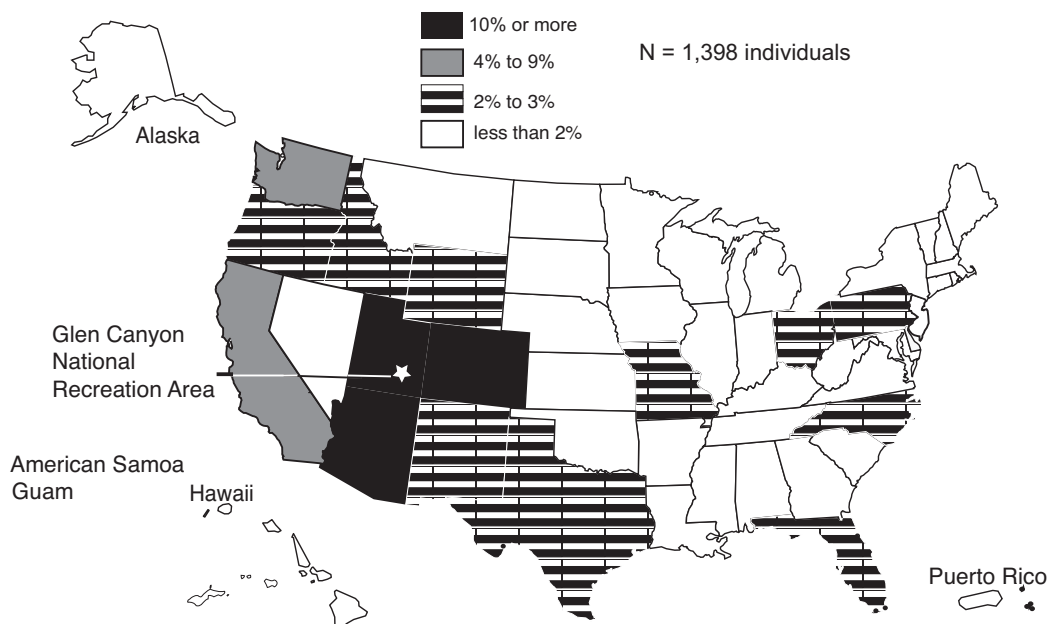 10% or more
4% to 9%
2% to 3%
less than 2%
N = 1,398 individuals
Alaska
Glen Canyon
National
Recreation Area
American Samoa
Guam
Hawaii
Puerto Rico